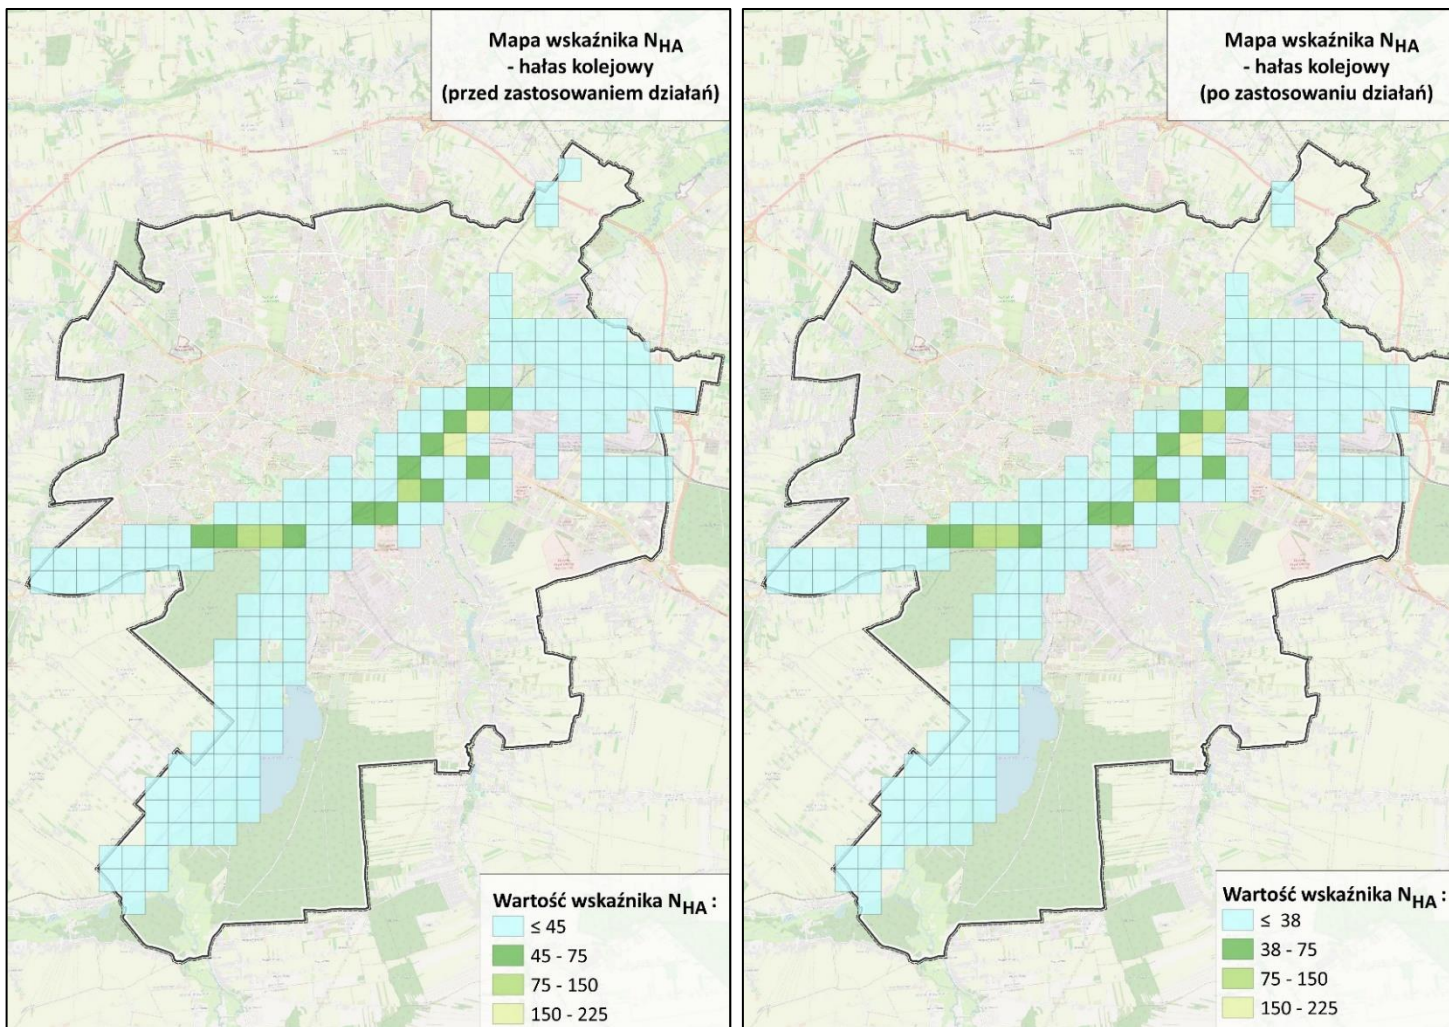 Mapa wskaźnika NHA
- hałas kolejowy
(przed zastosowaniem działań)
Wartość wskaźnika NHA :
≤ 45
45 - 75
75 - 150
150 - 225
Mapa wskaźnika NHA
- hałas kolejowy
(po zastosowaniu działań)
Wartość wskaźnika NHA :
≤ 38
38 - 75
75 - 150
150 - 225